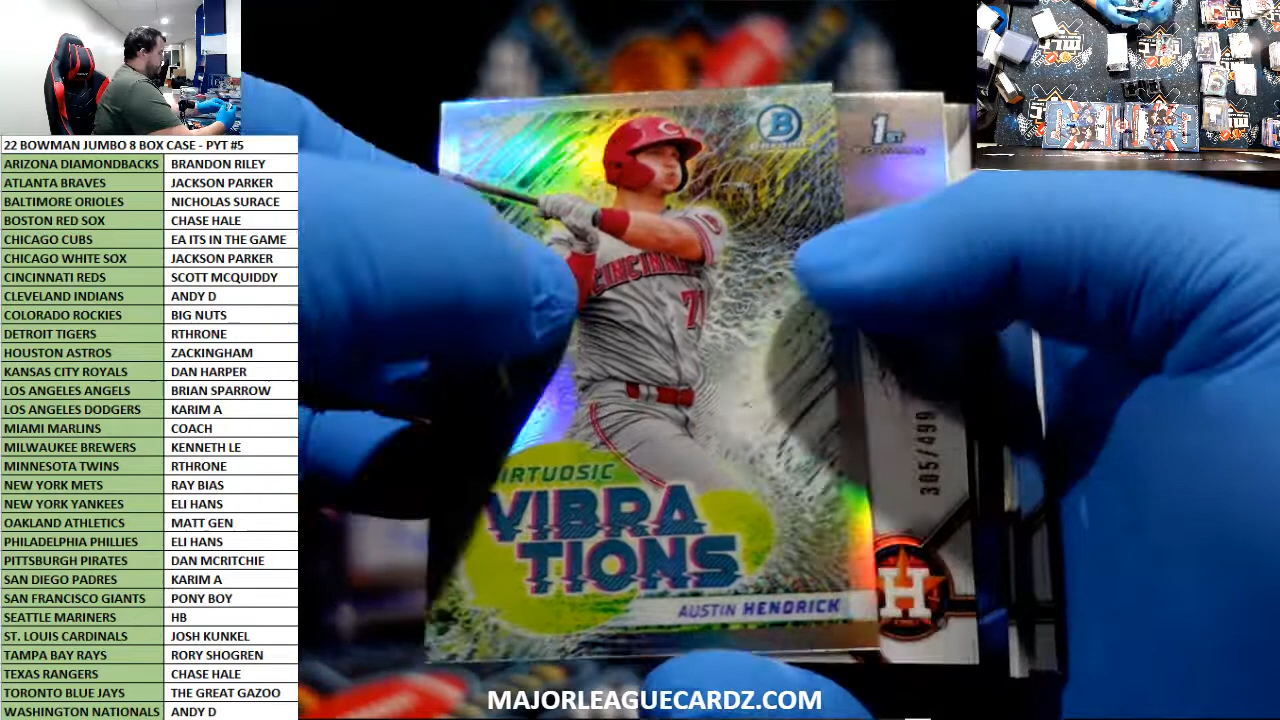 22 BOWMAN JUMBO 8 BOX CASE - PYT #5
ARIZONA DIAMONDBACKS BRANDON RILEY
ATLANTA BRAVES JACKSON PARKER
BALTIMORE ORIOLES NICHOLAS SURACE
BOSTON RED SOX CHASE HALE
CHICAGO CUBS EA ITS IN THE GAME
CHICAGO WHITE SOX JACKSON PARKER
CINCINNATI REDS SCOTT MCQUIDDY
CLEVELAND INDIANS ANDY D
COLORADO ROCKIES BIG NUTS
DETROIT TIGERS RTHRONE
HOUSTON ASTROS ZACKINGHAM
KANSAS CITY ROYALS DAN HARPER
LOS ANGELES ANGELS BRIAN SPARROW
LOS ANGELES DODGERS KARIM A
MIAMI MARLINS COACH
MILWAUKEE BREWERS KENNETH LE
MINNESOTA TWINS RTHRONE
NEW YORK METS RAY BIAS
NEW YORK YANKEES ELI HANS
OAKLAND ATHLETICS MATT GEN
PHILADELPHIA PHILLIES ELI HANS
PITTSBURGH PIRATES DAN MCRITCHIE
SAN DIEGO PADRES KARIM A
SAN FRANCISCO GIANTS PONY BOY
SEATTLE MARINERS HB
ST. LOUIS CARDINALS JOSH KUNKEL
TAMPA BAY RAYS RORY SHOGREN
TEXAS RANGERS CHASE HALE
TORONTO BLUE JAYS THE GREAT GAZOO
WASHINGTON NATIONALS ANDY D
B
CHROME
1ST
C
CINCINN
71
VIRTUOSIC
VIBRA
TIONS
AUSTIN HENDRICK
305/499
H
MAJORLEAGUECARDZ.COM